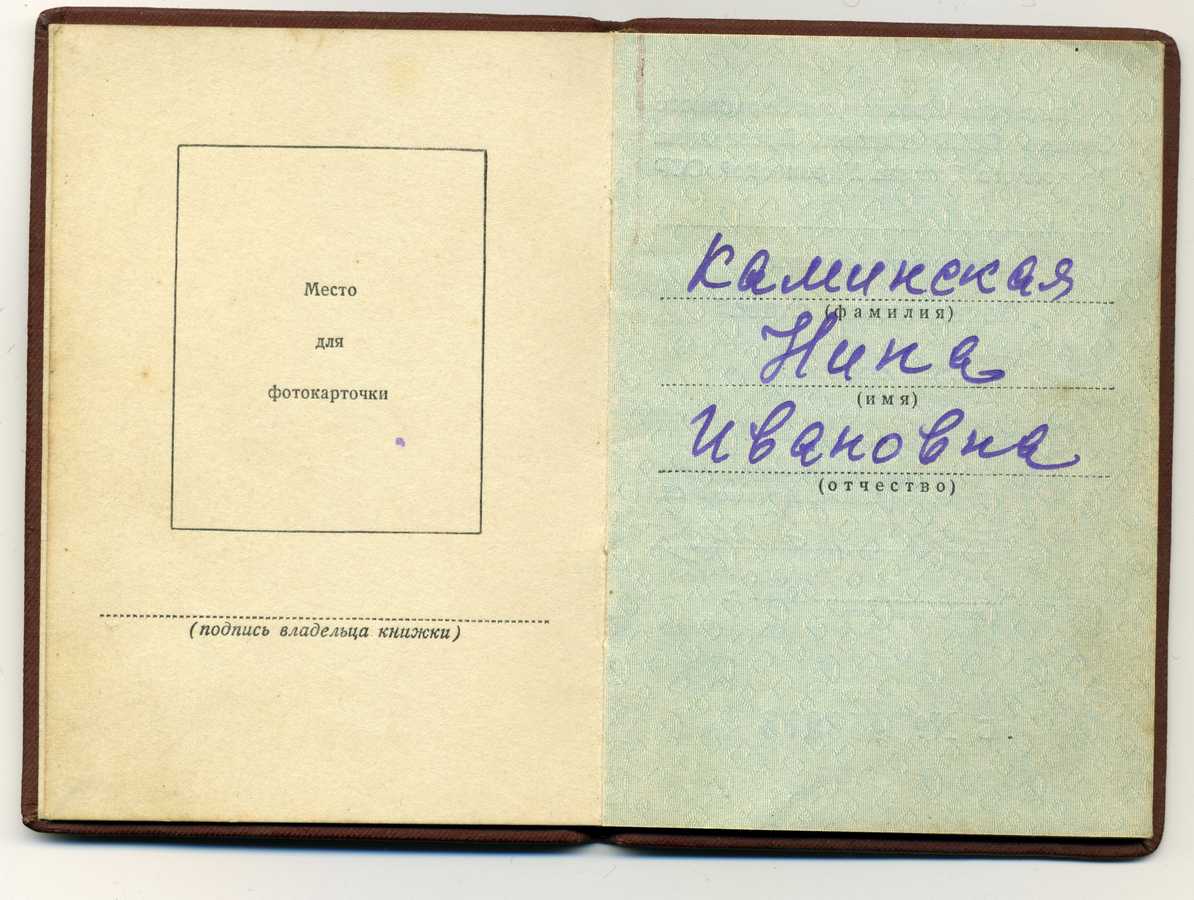 Место
для
фотокарточки
(подпись владельца книжки)
Каминская
(фамилия)
Нина
(имя)
Ивановна
(отчество)